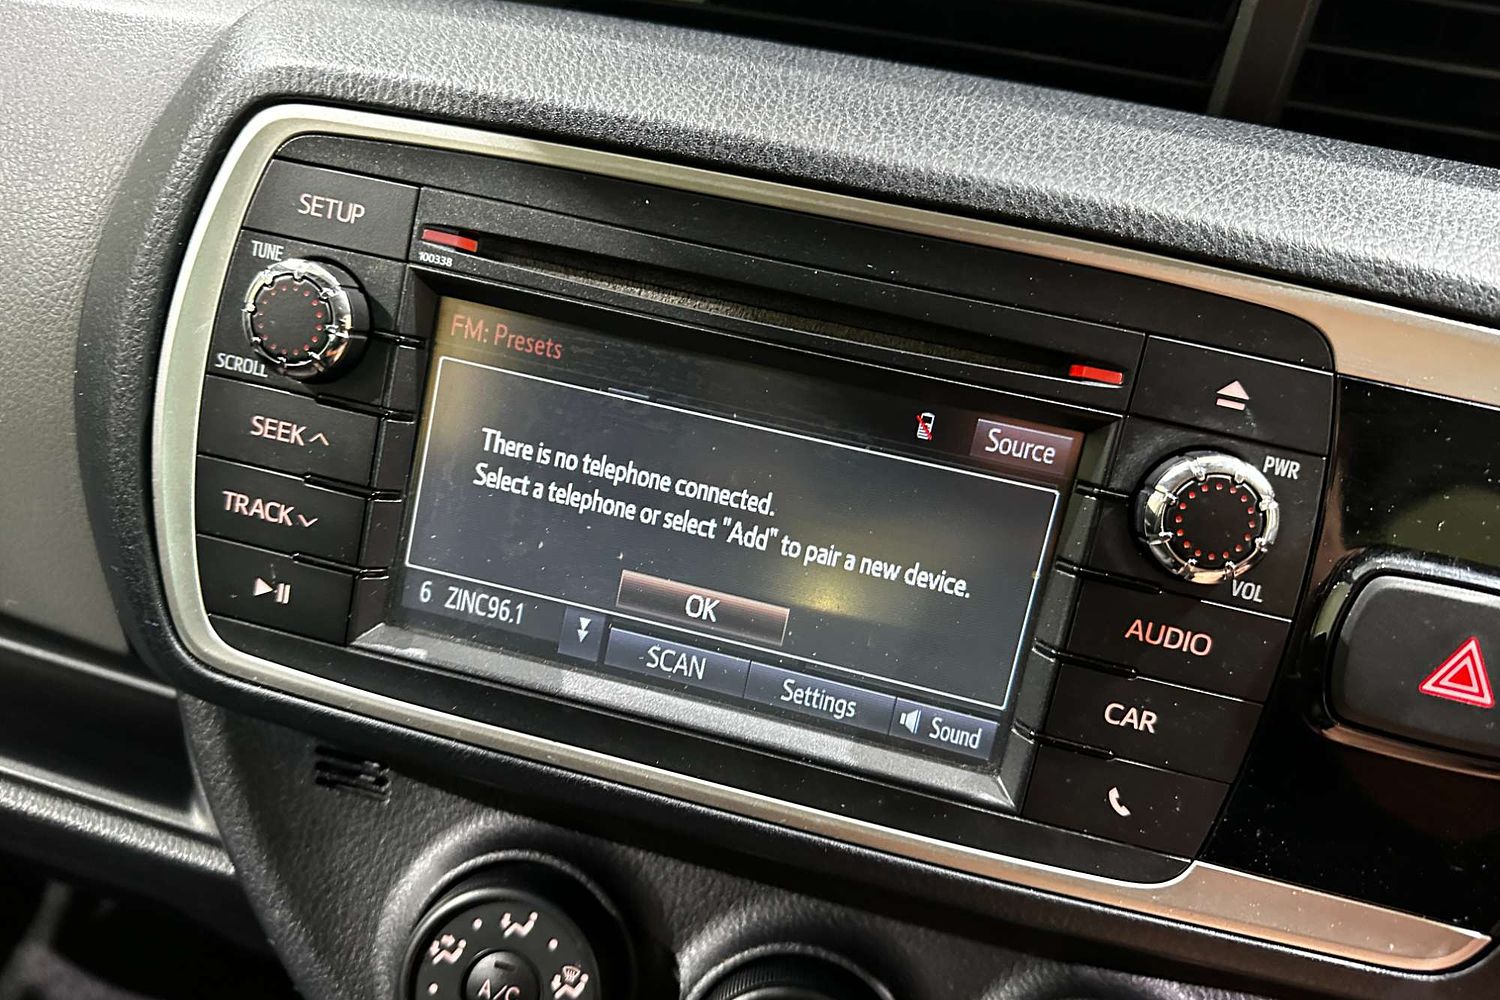 SETUP
TUNE
SCROLL
100338
FM: Presets
Source
PWR
VOL
SEEK
TRACK
There is no telephone connected.
Select a telephone or select "Add" to pair a new device.
OK
6 ZINC96.1
SCAN
Settings
Sound
AUDIO
CAR
A/C